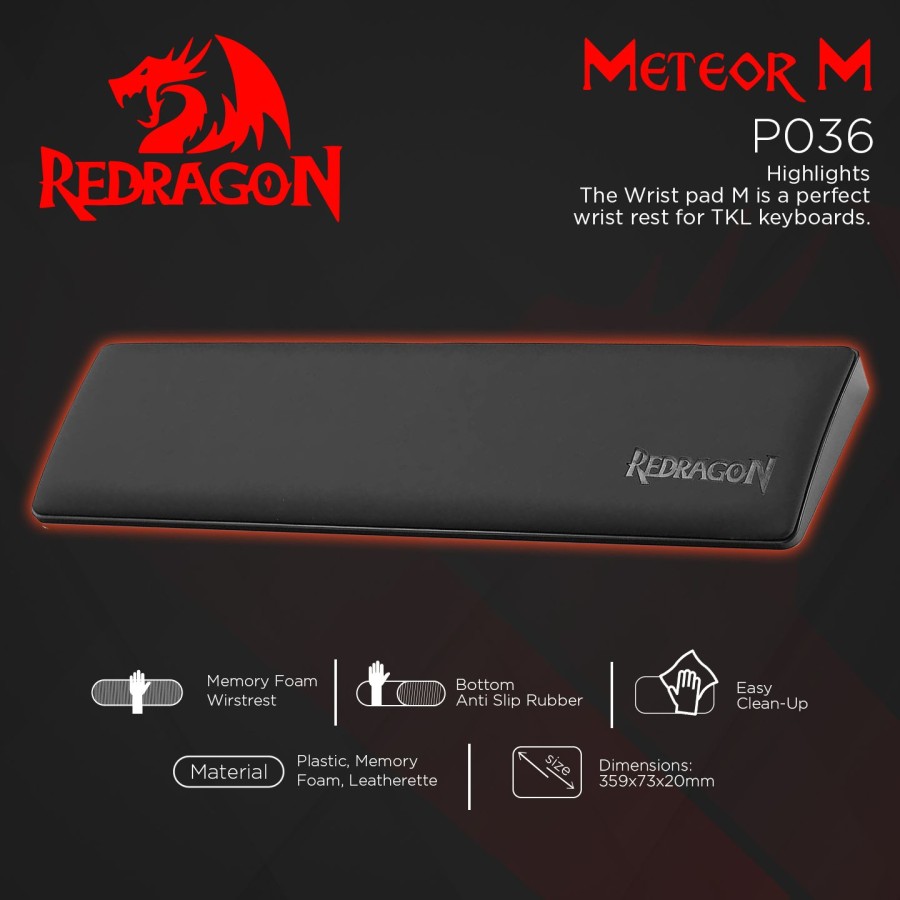 REDRAGON
METEOR M
P036
Highlights
The Wrist pad M is a perfect
wrist rest for TKL keyboards.
REDRAGON
Memory Foam
Wirstrest
Bottom
Anti Slip Rubber
Easy
Clean-Up
Material
Plastic, Memory
Foam, Leatherette
size
Dimensions:
359x73x20mm